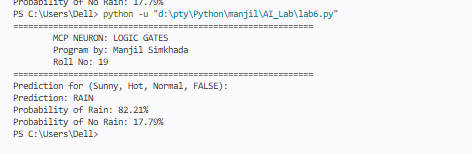 Probability of No Rain: 17.79%
PS C:\Users\Dell> python -u "d:\pty\Python\manjil\AI_Lab\lab6.py"
============================================================
MCP NEURON: LOGIC GATES
Program by: Manjil Simkhada
Roll No: 19
============================================================
Prediction for (Sunny, Hot, Normal, FALSE):
Prediction: RAIN
Probability of Rain: 82.21%
Probability of No Rain: 17.79%
PS C:\Users\Dell>